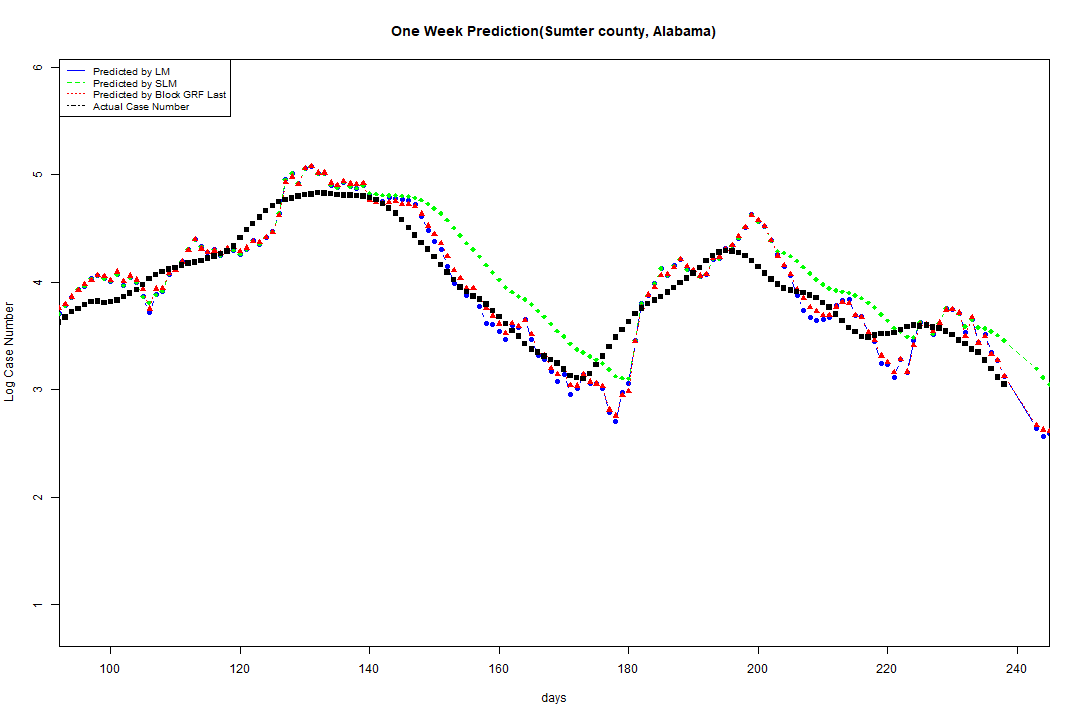 One Week Prediction(Sumter county, Alabama)
Predicted by LM
Predicted by SLM
Predicted by Block GRF Last
Actual Case Number
Log Case Number
6
5
4
3
2
1
100 120 140 160 180 200 220 240
days